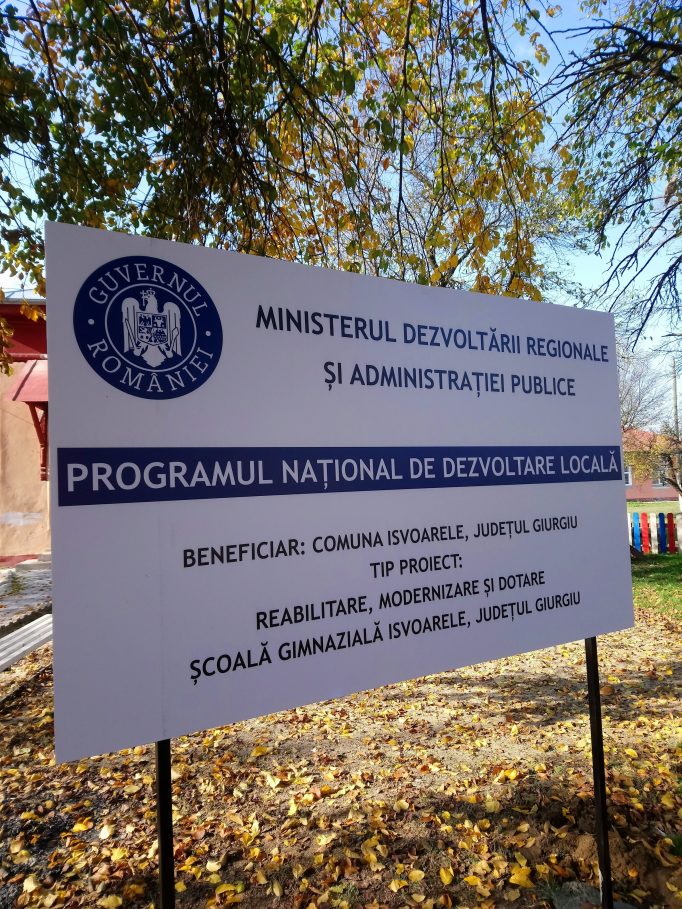 GUVERNUL ROMÂNIEI
MINISTERUL DEZVOLTĂRII REGIONALE
ȘI ADMINISTRAȚIEI PUBLICE
PROGRAMUL NAȚIONAL DE DEZVOLTARE LOCALĂ
BENEFICIAR: COMUNA ISVOARELE, JUDEȚUL GIURGIU
TIP PROIECT:
REABILITARE, MODERNIZARE ȘI DOTARE
ȘCOALĂ GIMNAZIALĂ ISVOARELE, JUDEȚUL GIURGIU